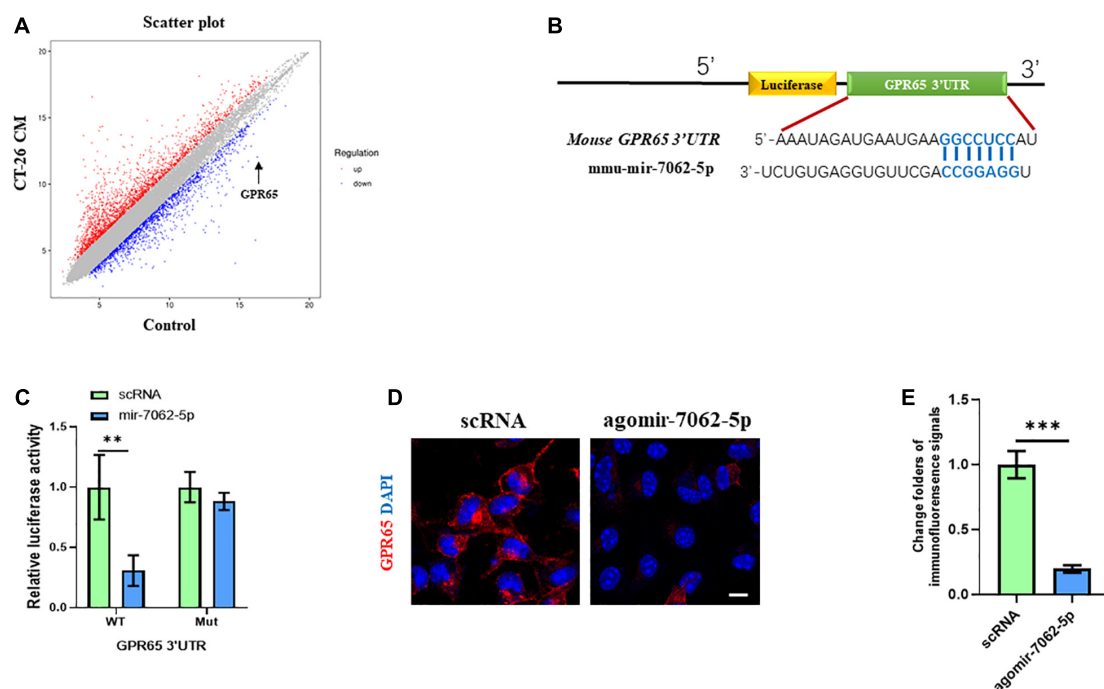 A
Scatter plot
20
15
10
5
CT-26 CM
5
10
15
20
Control
Regulation
up
down
GPR65
B
5’
3’
Luciferase
GPR65 3’UTR
Mouse GPR65 3’UTR
5’-AAAUAGAUGAAUGAAGGCCUCCAU
mmu-mir-7062-5p
3’-UCUGUGAGGUGUUCGACCGGAGGU
C
scRNA
mir-7062-5p
Relative luciferase activity
1.5
1.0
0.5
0.0
**
WT
Mut
GPR65 3'UTR
D
scRNA
agomir-7062-5p
GPR65 DAPI
E
Change folders of
immunofluorensence signals
1.5
1.0
0.5
0.0
***
scRNA
agomir-7062-5p